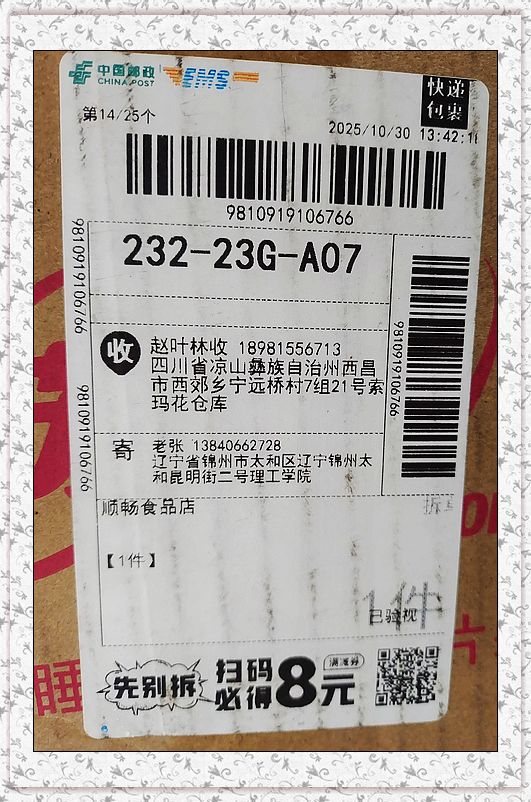 中国邮政
CHINA POST
EMS
快递
包裹
第14/25个
2025/10/30 13:42:1
9810919106766
232-23G-A07
9810919106766
9810919106766
9810919106766
收
赵叶林收 18981556713
四川省凉山彝族自治州西昌
市西郊乡宁远桥村7组21号索
玛花仓库
寄
老张 13840662728
辽宁省锦州市太和区辽宁锦州太
和昆明街二号理工学院
顺畅食品店
【1件】
1件
已验视
先别拆
扫码
必得
8元
满减券
睡